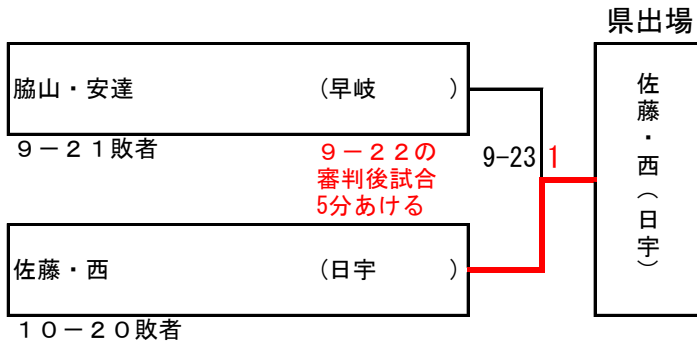 県出場
脇山・安達 (早岐 )
９－２１敗者
９－２２の
審判後試合
5分あける
9-23
1
佐藤・西 (日宇 )
１０－２０敗者
佐藤・西（日宇）